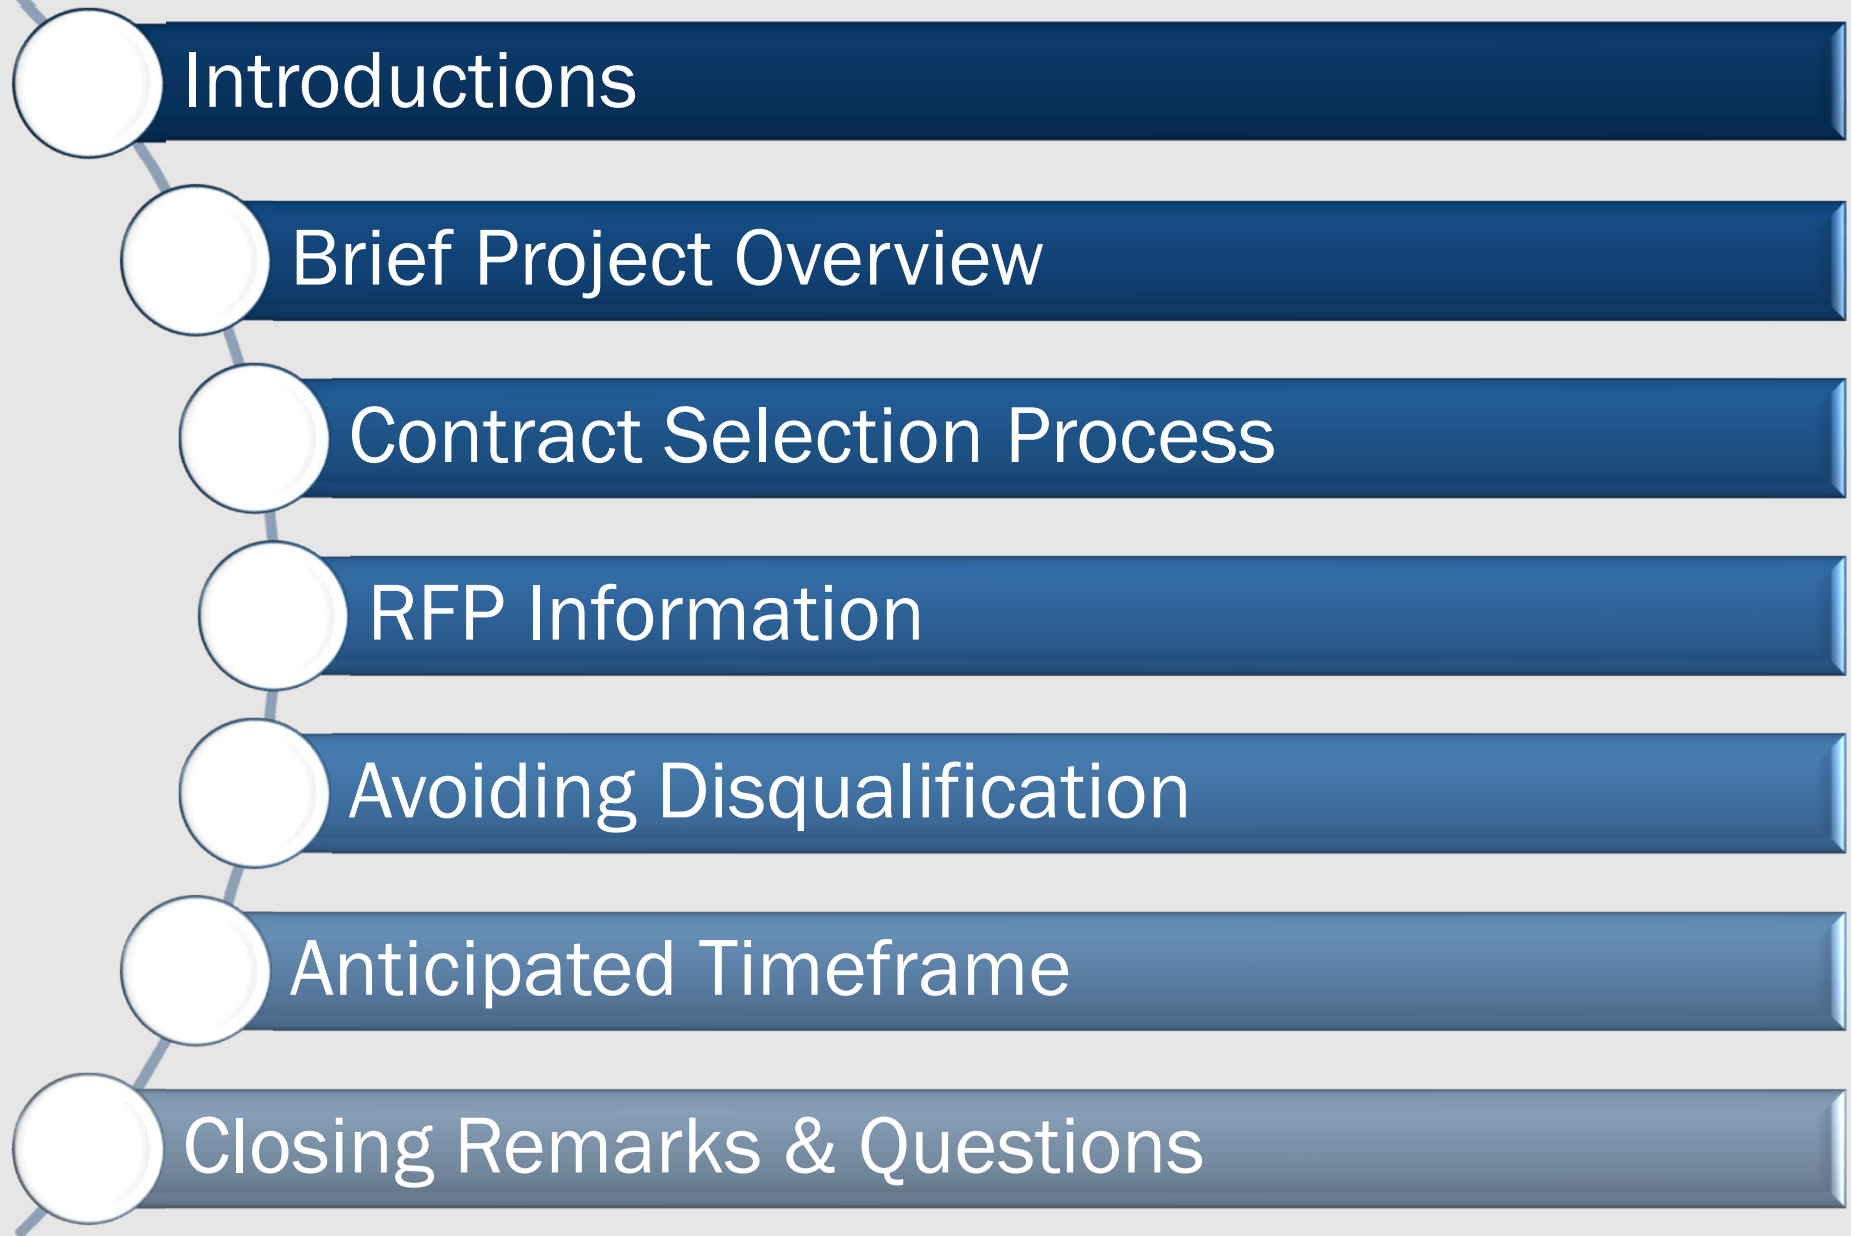 Introductions
Brief Project Overview
Contract Selection Process
RFP Information
Avoiding Disqualification
Anticipated Timeframe
Closing Remarks & Questions